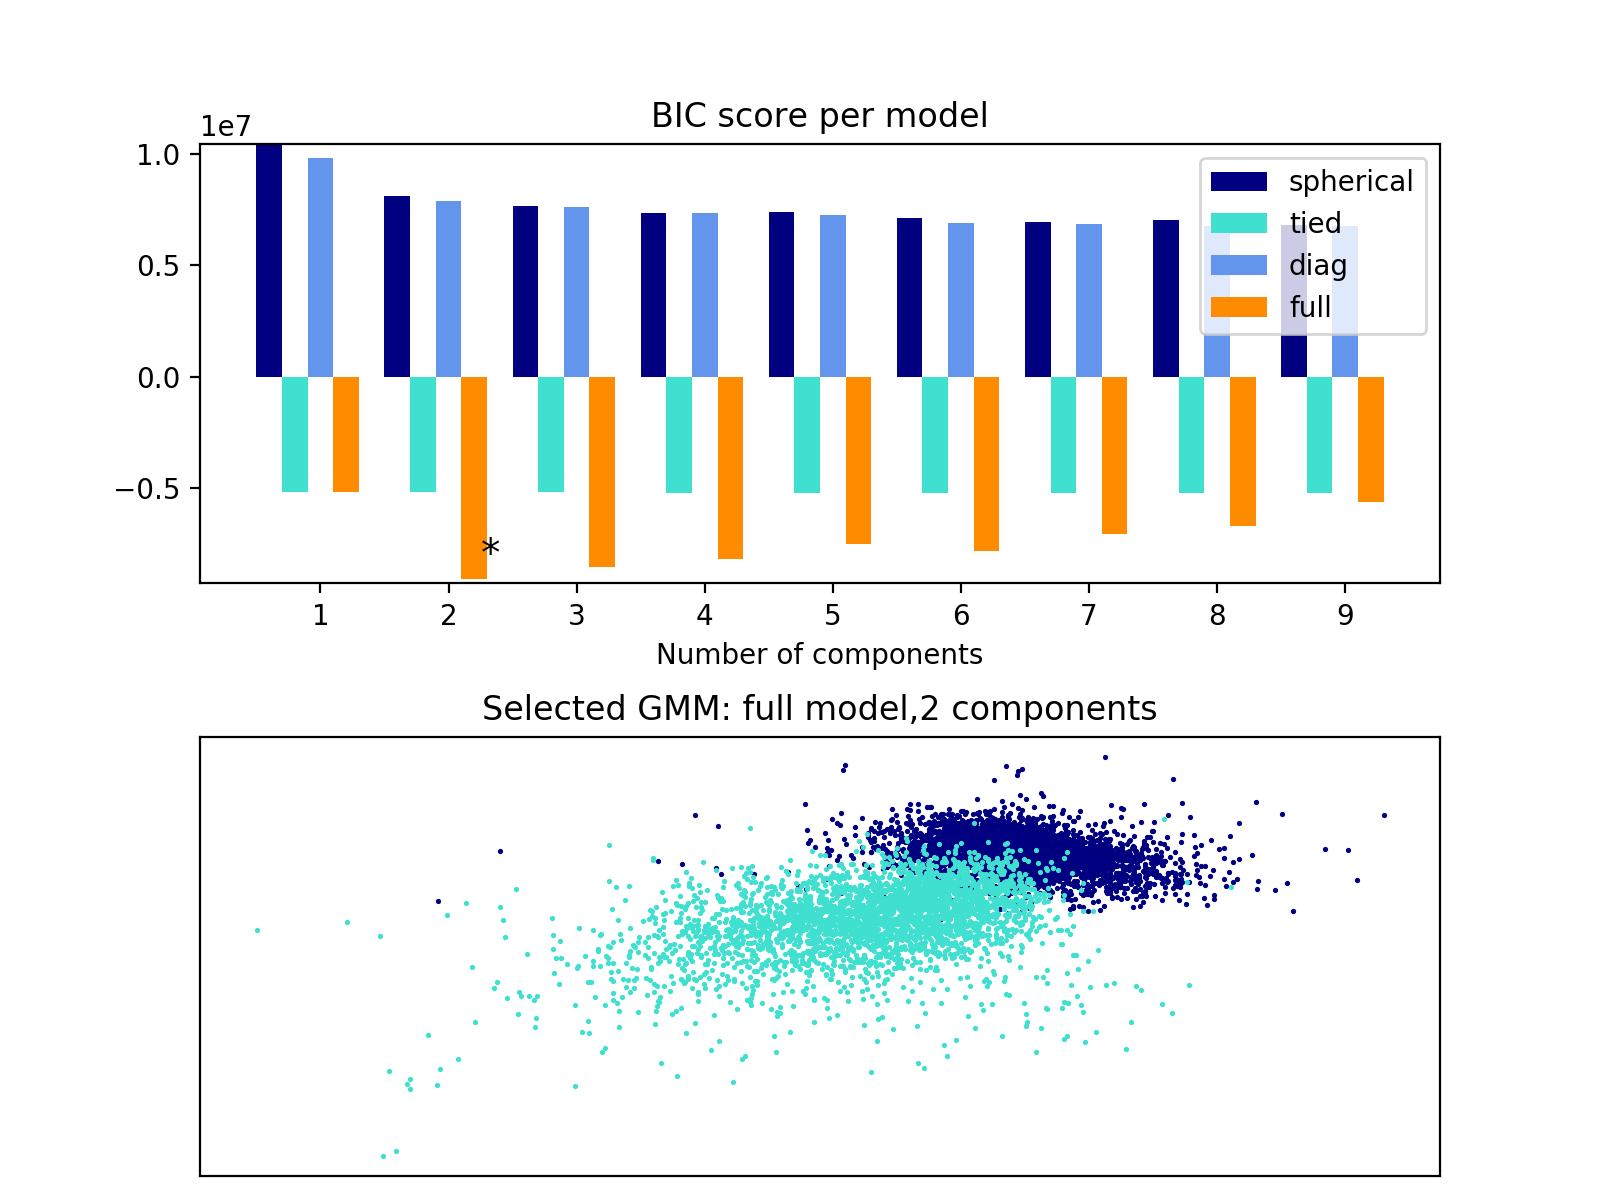 BIC score per model
1e7
1.0
0.5
0.0
−0.5
spherical
tied
diag
full
*
1 2 3 4 5 6 7 8 9
Number of components
Selected GMM: full model,2 components